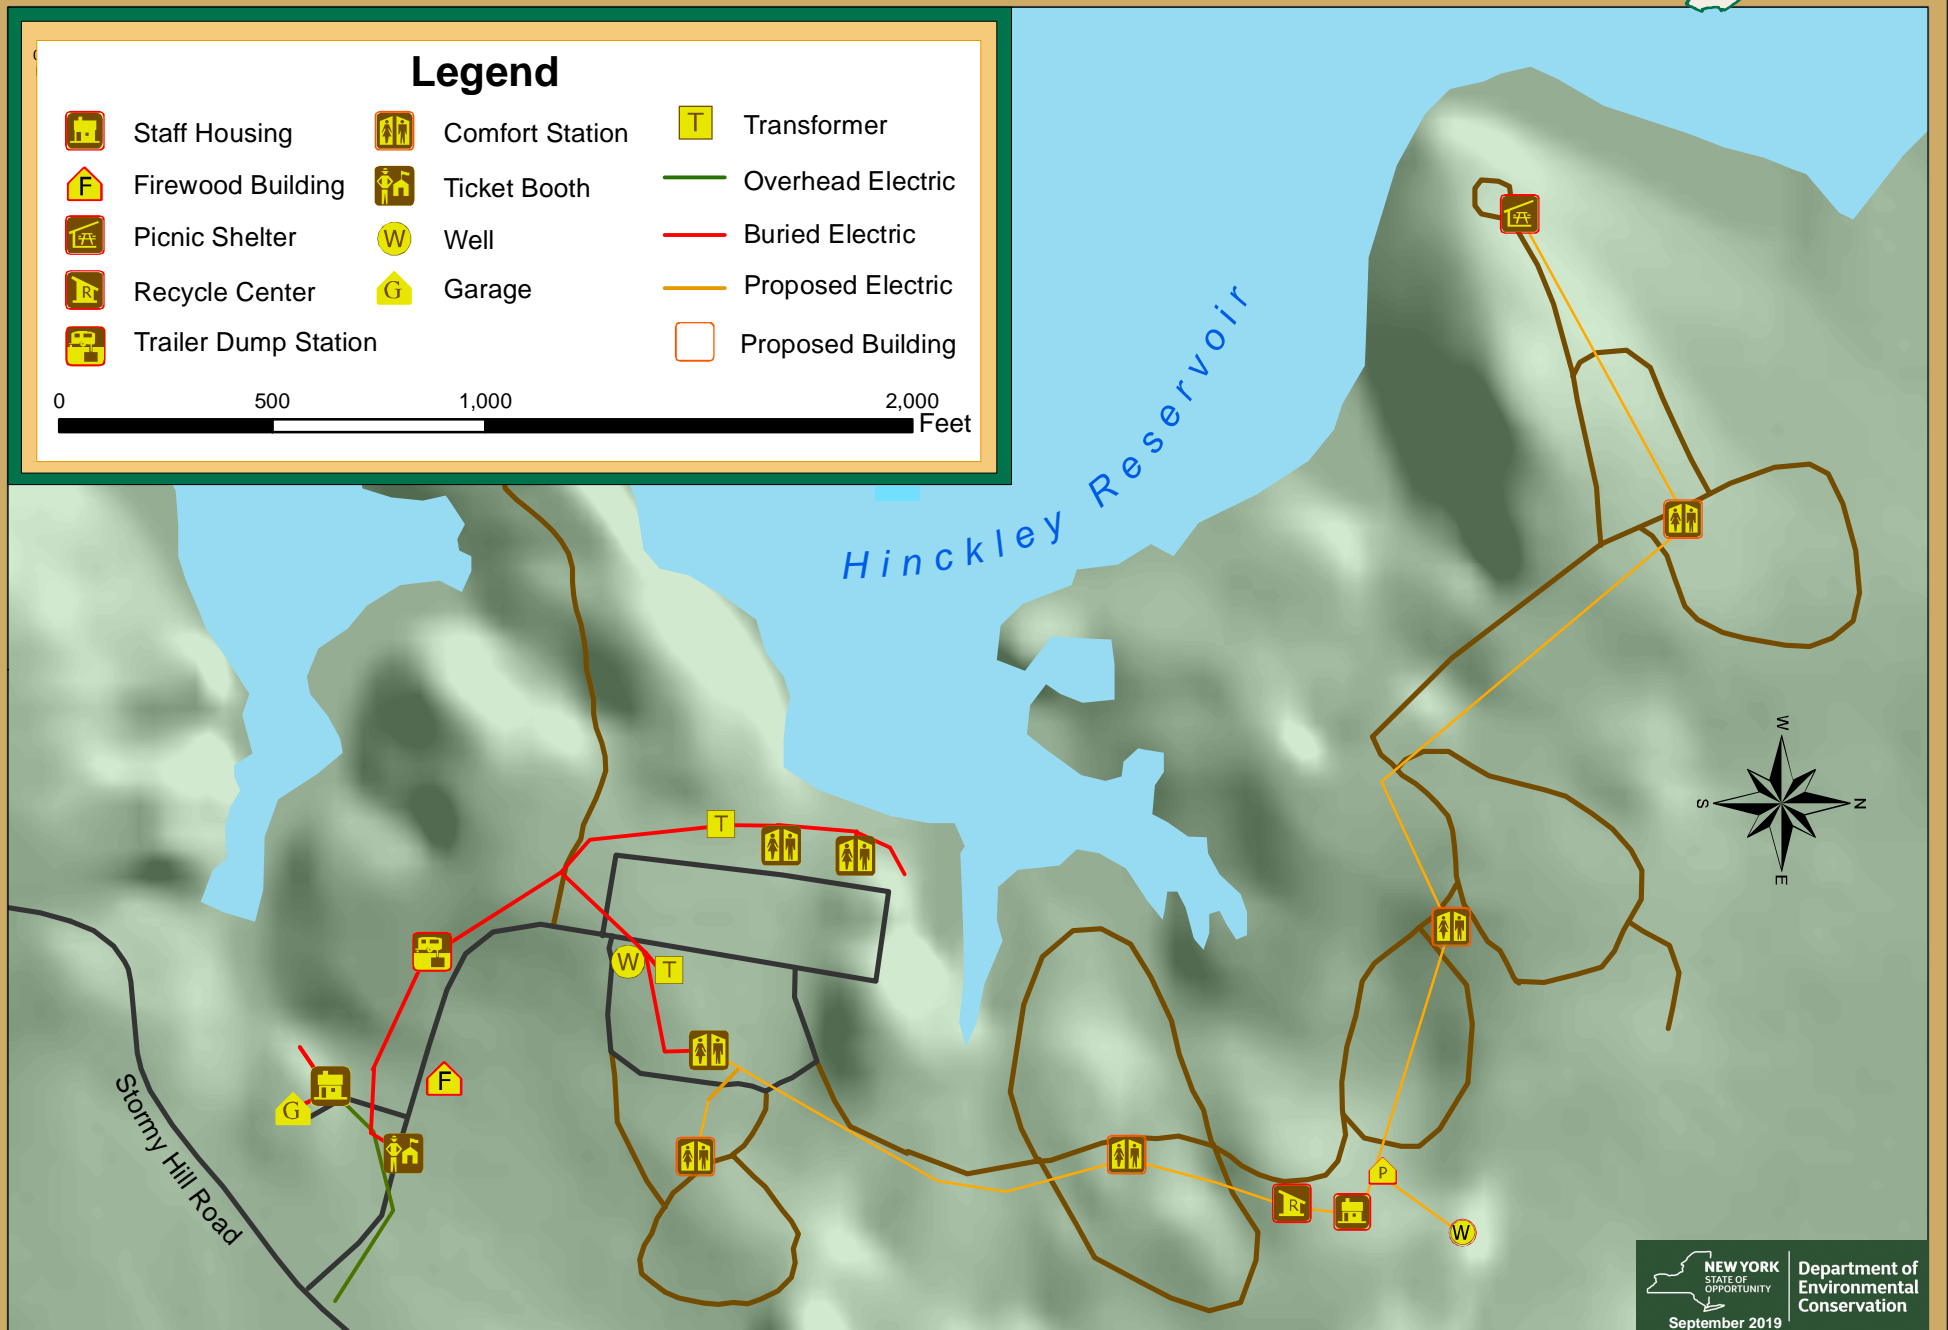 Legend
Staff Housing
Comfort Station
T
Transformer
F
Firewood Building
Ticket Booth
Overhead Electric
Picnic Shelter
W
Well
Buried Electric
R
Recycle Center
G
Garage
Proposed Electric
Trailer Dump Station
Proposed Building
0
500
1,000
2,000
Feet
Hinckley Reservoir
W
S
N
E
T
W
T
F
G
Stormy Hill Road
P
R
W
NEW YORK
STATE OF
OPPORTUNITY
Department of
Environmental
Conservation
September 2019